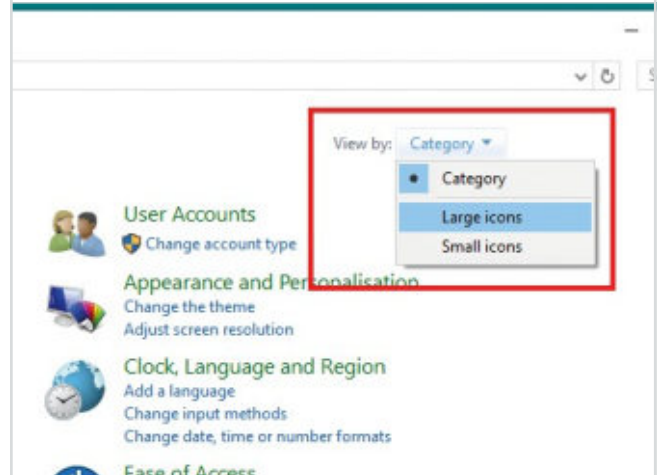 View by: Category
Category
Large icons
Small icons
User Accounts
Change account type
Appearance and Personalisation
Change the theme
Adjust screen resolution
Clock, Language and Region
Add a language
Change input methods
Change date, time or number formats
Ease of Access